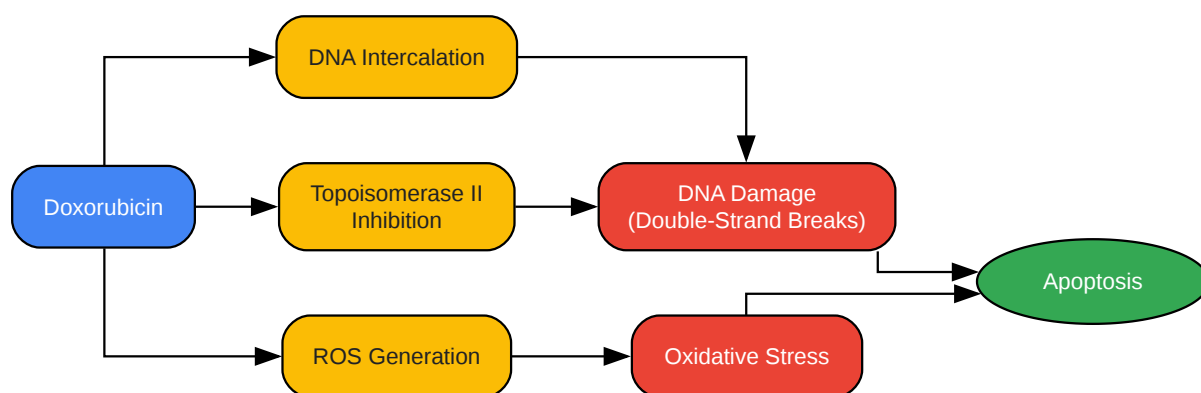 DNA Intercalation
Doxorubicin
Topoisomerase II
Inhibition
DNA Damage
(Double-Strand Breaks)
Apoptosis
ROS Generation
Oxidative Stress